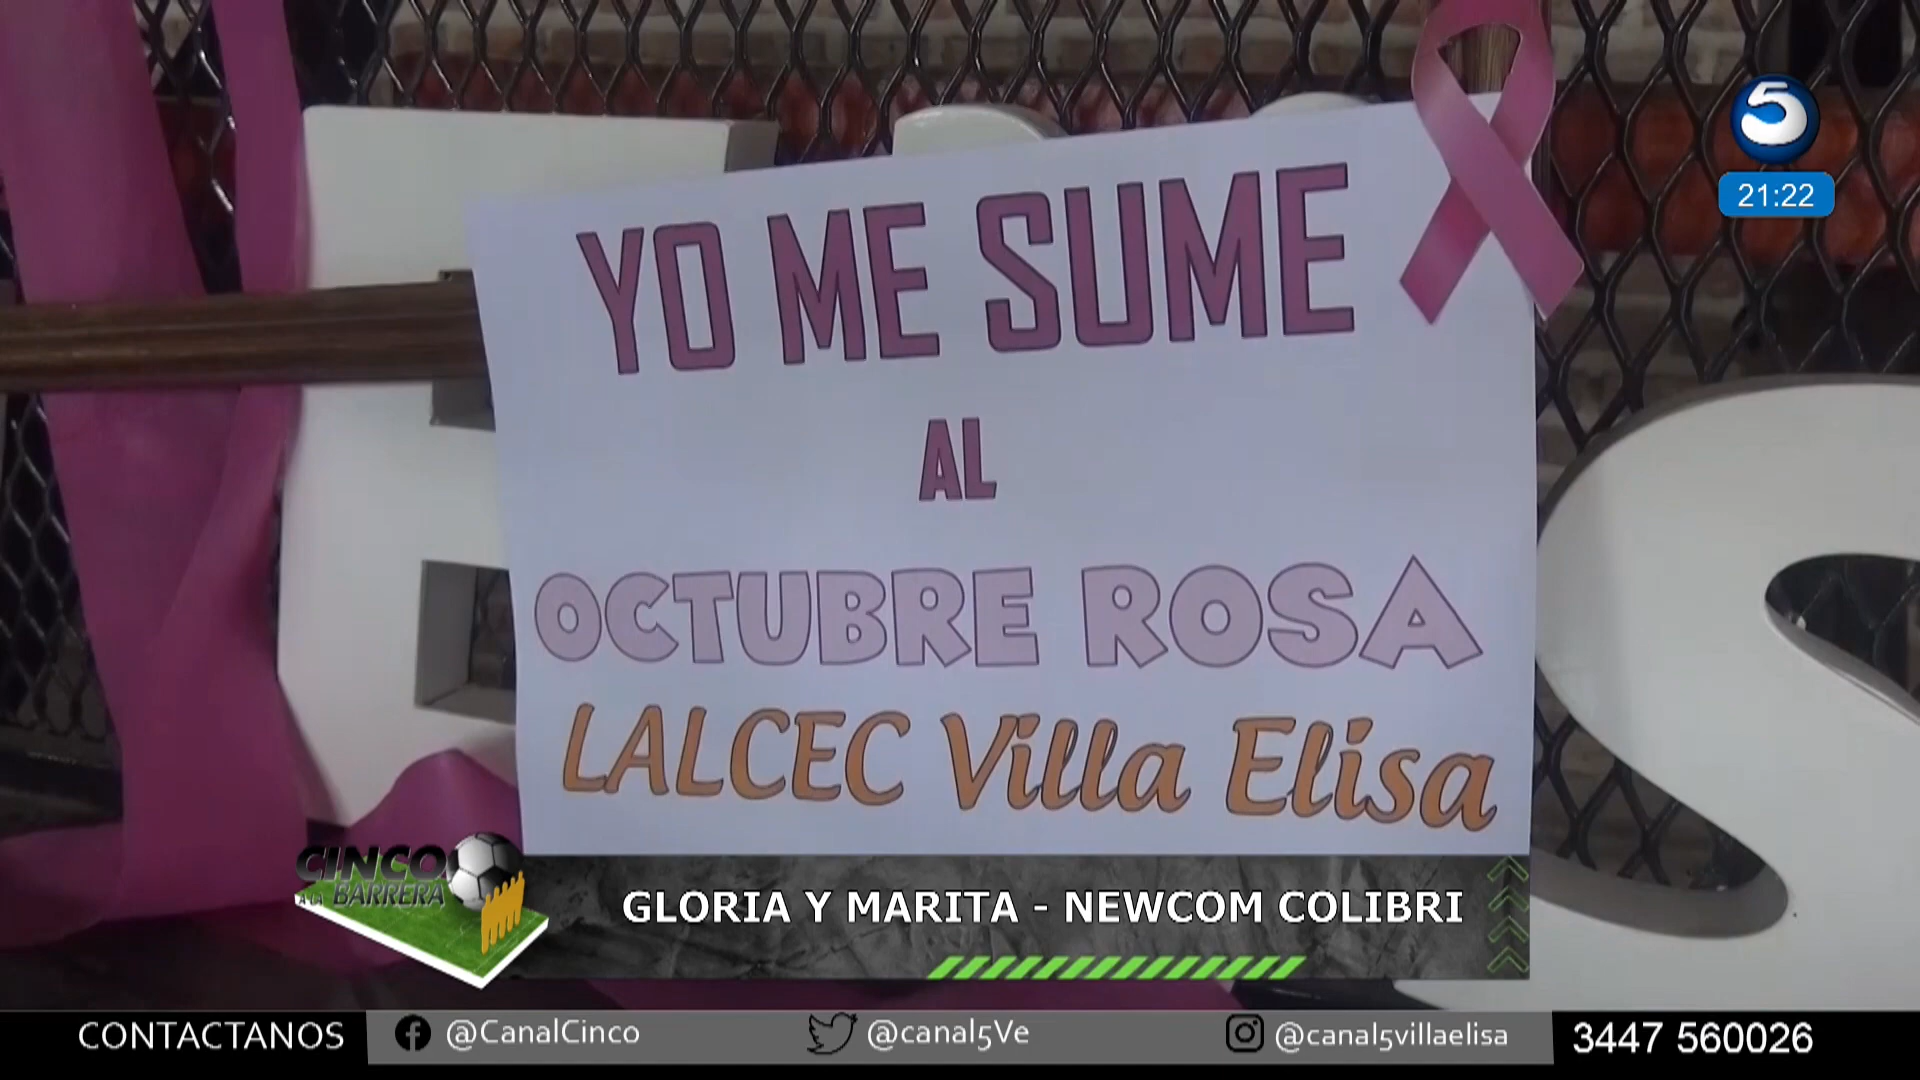 5
21:22
YO ME SUME
AL
OCTUBRE ROSA
LALCEC Villa Elisa
CINCO
A LA BARRERA
GLORIA Y MARITA - NEWCOM COLIBRI
CONTACTANOS
@CanalCinco
@canal5Ve
@canal5villaelisa
3447 560026